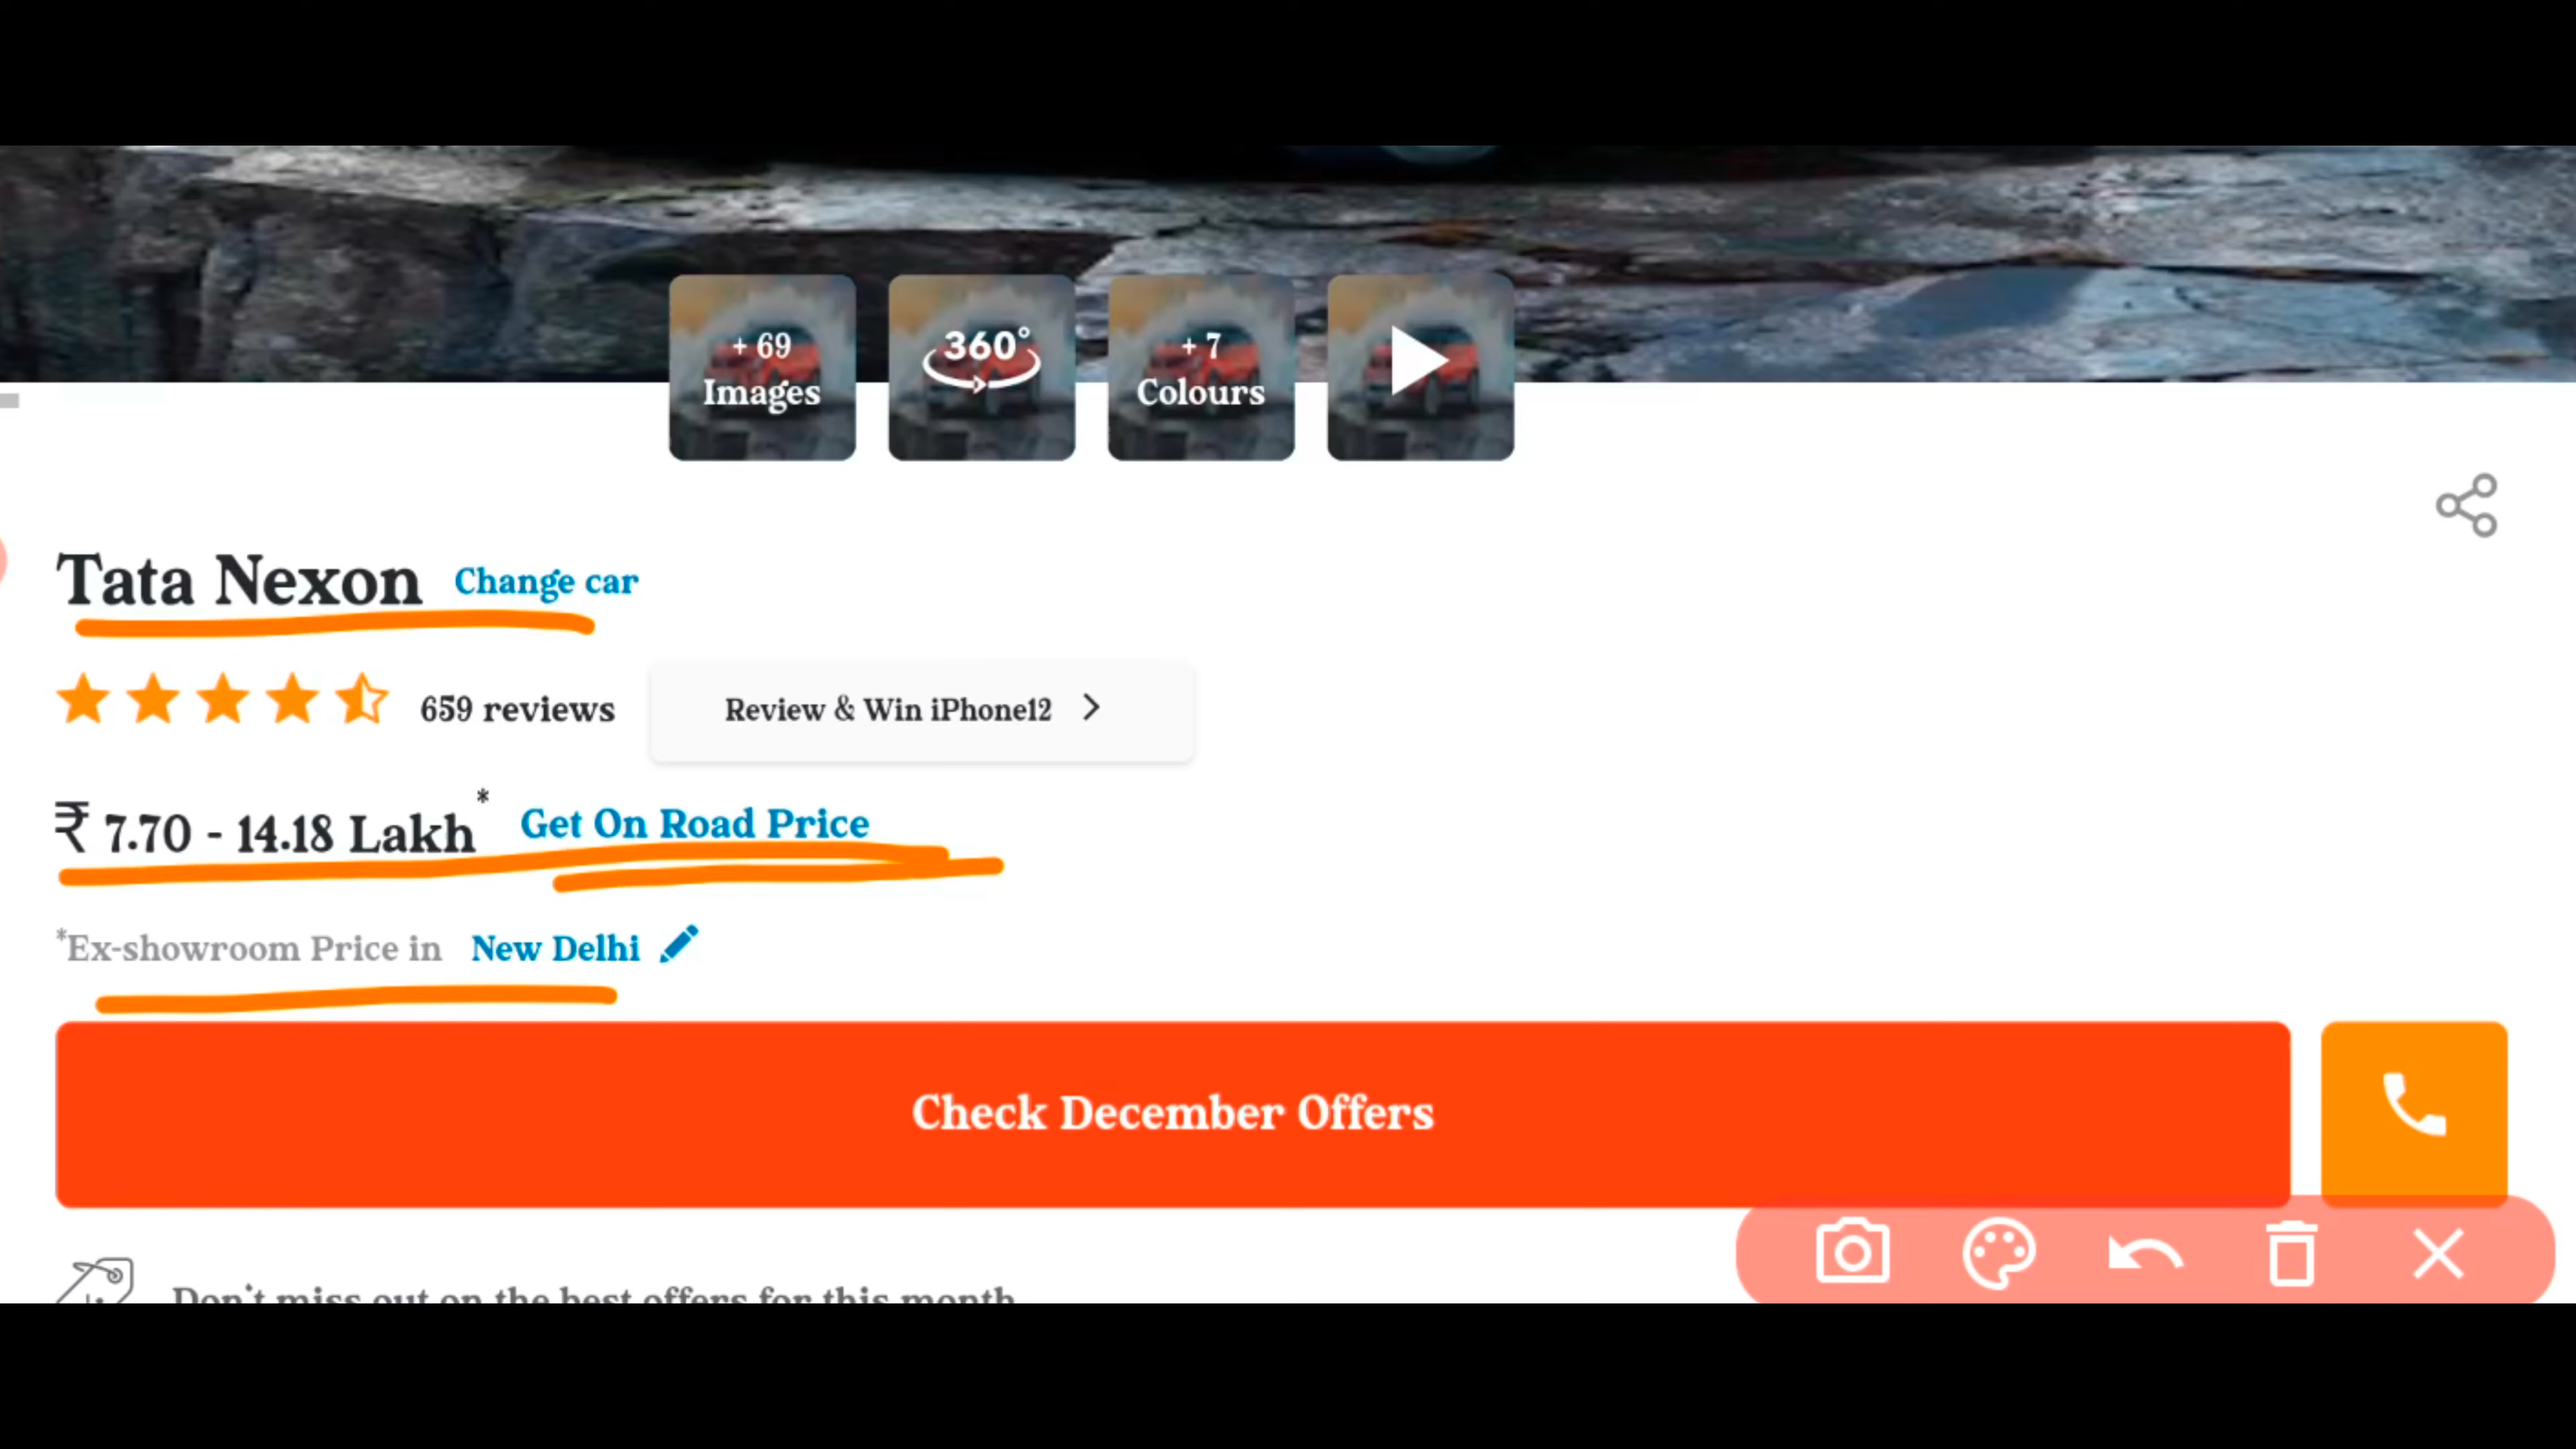 + 69
Images
360°
+ 7
Colours
Tata Nexon Change car
659 reviews Review & Win iPhone12
₹ 7.70 - 14.18 Lakh* Get On Road Price
*Ex-showroom Price in New Delhi
Check December Offers
Don't miss out on the best offers for this month